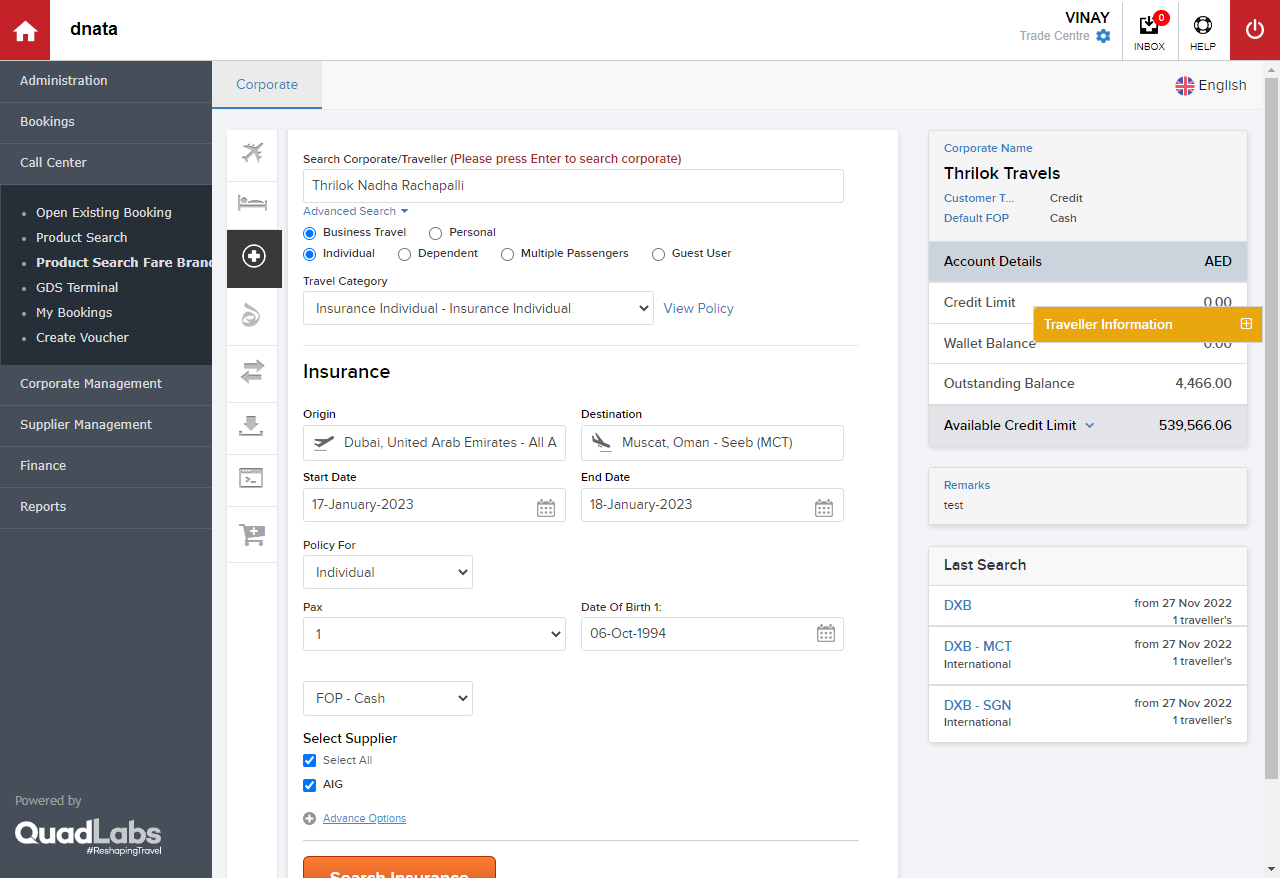 dnata
VINAY
Trade Centre
0
INBOX
HELP
Administration
Bookings
Call Center
Open Existing Booking
Product Search
Product Search Fare Bran
GDS Terminal
My Bookings
Create Voucher
Corporate Management
Supplier Management
Finance
Reports
Powered by
QuadLabs
#ReshapingTravel
Corporate
English
Search Corporate/Traveller (Please press Enter to search corporate)
Thrilok Nadha Rachapalli
Advanced Search
Business Travel Personal
Individual Dependent Multiple Passengers Guest User
Travel Category
Insurance Individual - Insurance Individual View Policy
Insurance
Origin Destination
Dubai, United Arab Emirates - All A Muscat, Oman - Seeb (MCT)
Start Date End Date
17-January-2023 18-January-2023
Policy For
Individual
Pax Date Of Birth 1:
1 06-Oct-1994
FOP - Cash
Select Supplier
Select All
AIG
Advance Options
Search Insurance
Corporate Name
Thrilok Travels
Customer T... Credit
Default FOP Cash
Account Details AED
Credit Limit 0.00
Traveller Information
Wallet Balance 0.00
Outstanding Balance 4,466.00
Available Credit Limit 539,566.06
Remarks
test
Last Search
DXB from 27 Nov 2022
1 traveller's
DXB - MCT from 27 Nov 2022
International 1 traveller's
DXB - SGN from 27 Nov 2022
International 1 traveller's